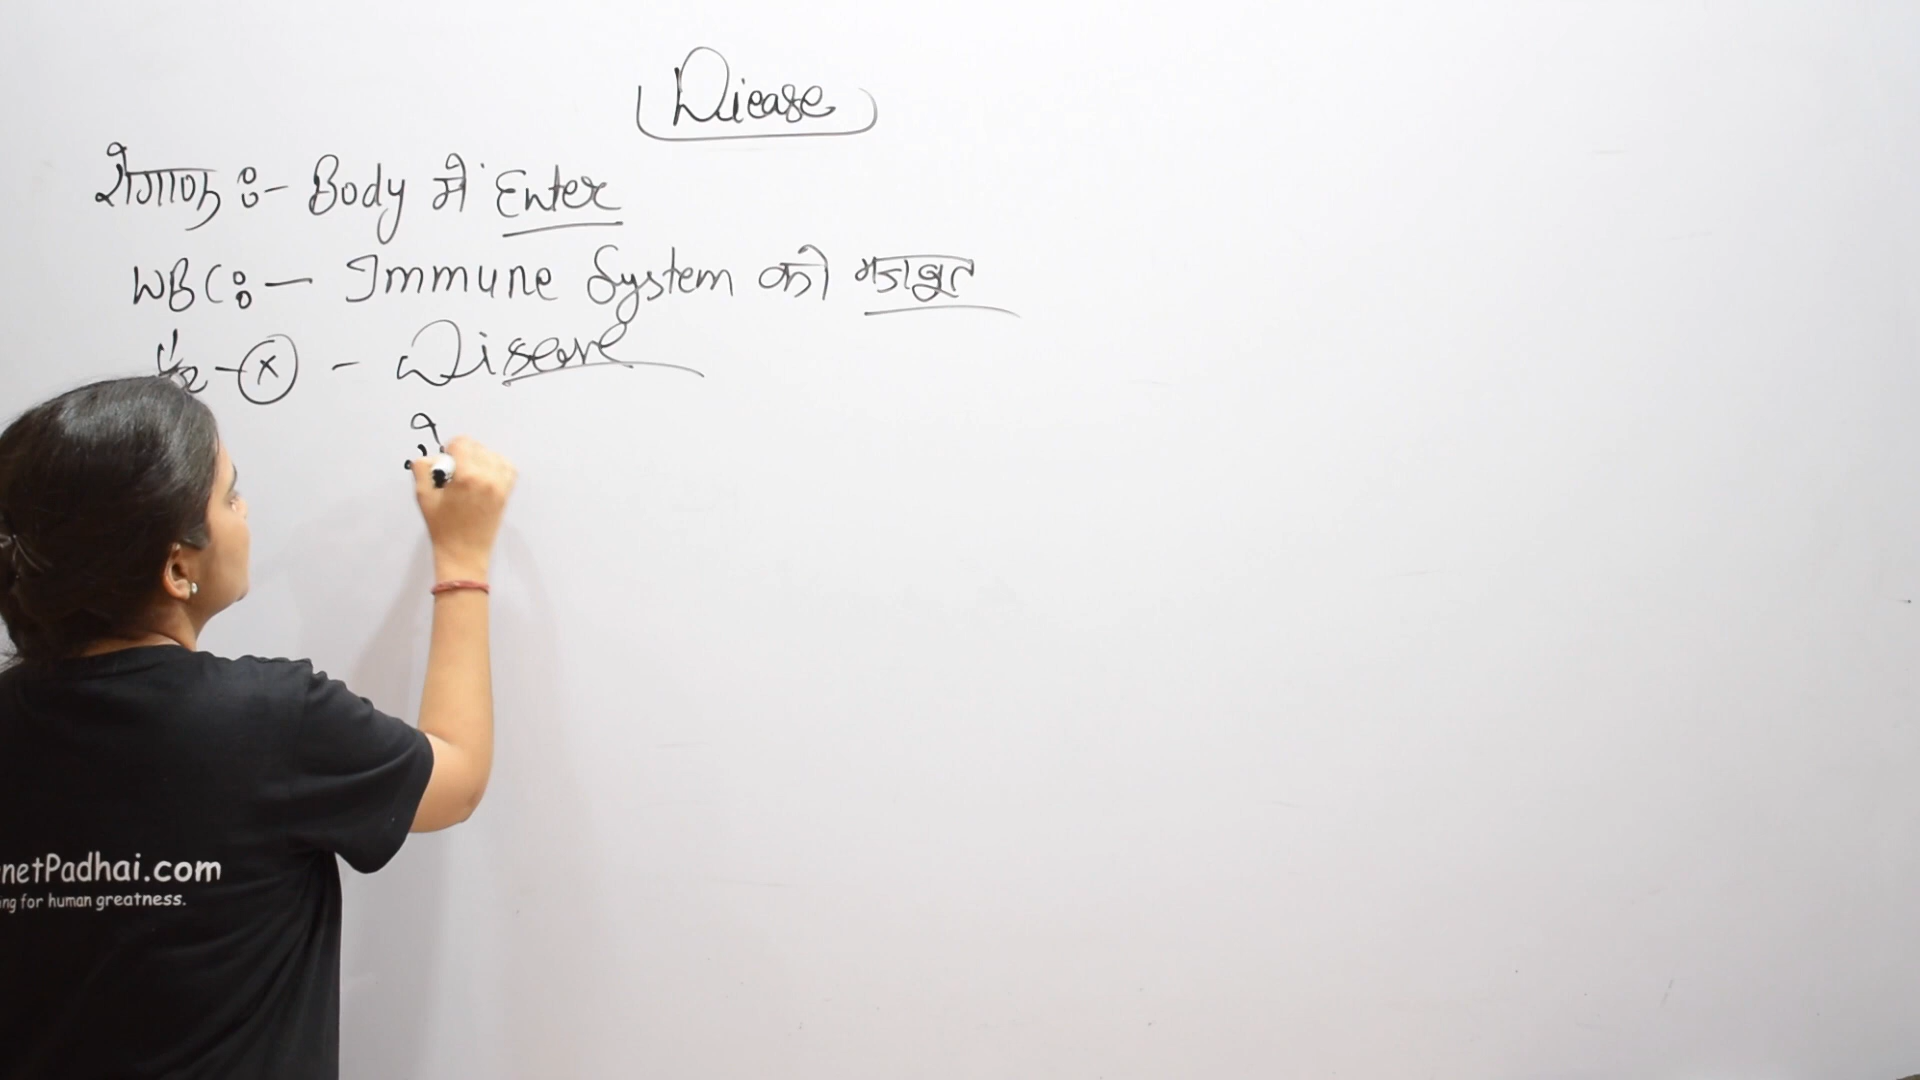 Diease
रोगाणु :- Body में Enter
WBC :- Immune System को मजबुत
- (x) - Disease
netPadhai.com
ng for human greatness.